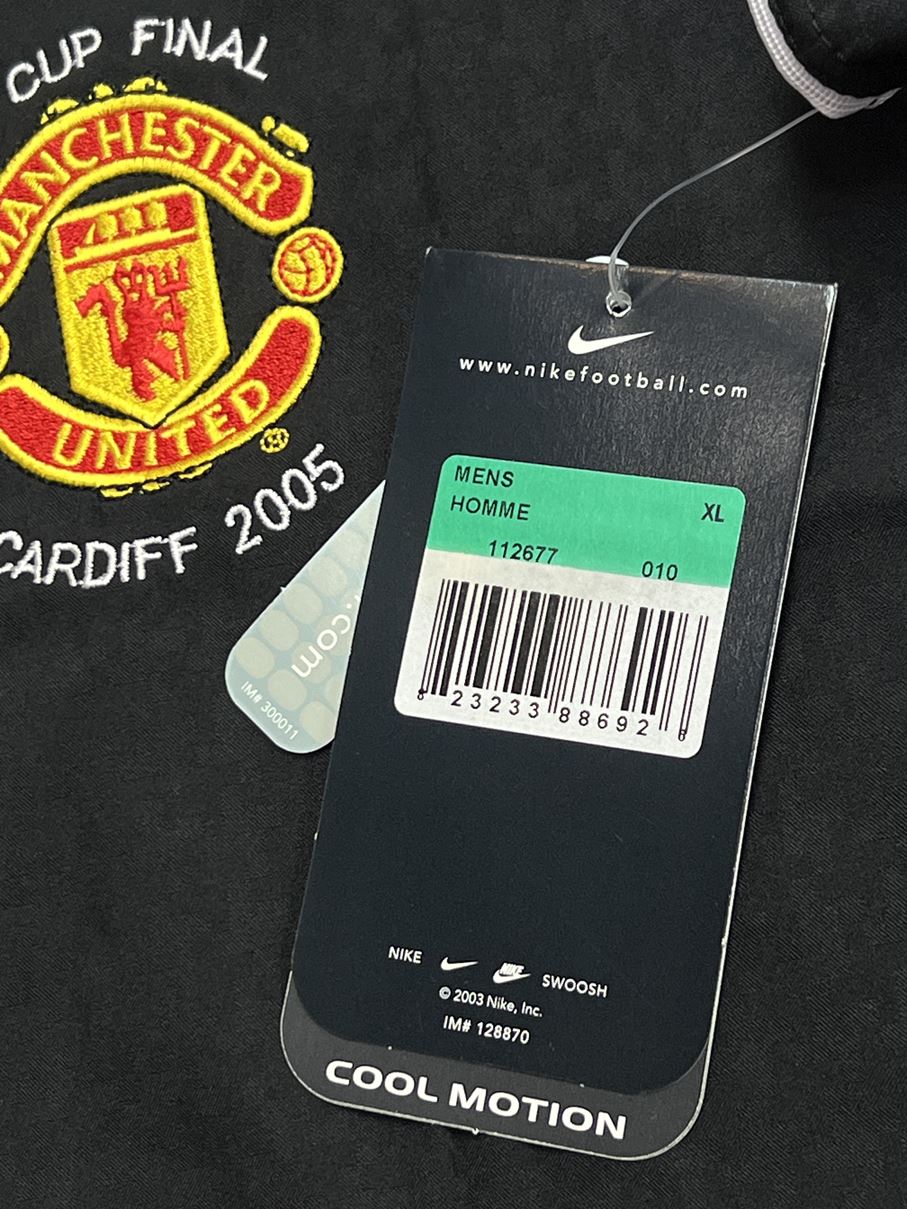 CUP FINAL
MANCHESTER
UNITED
CARDIFF 2005
www.nikefootball.com
MENS
HOMME XL
112677 010
8 23233 88692 8
.com
IM# 300011
NIKE NIKE SWOOSH
© 2003 Nike, Inc.
IM# 128870
COOL MOTION